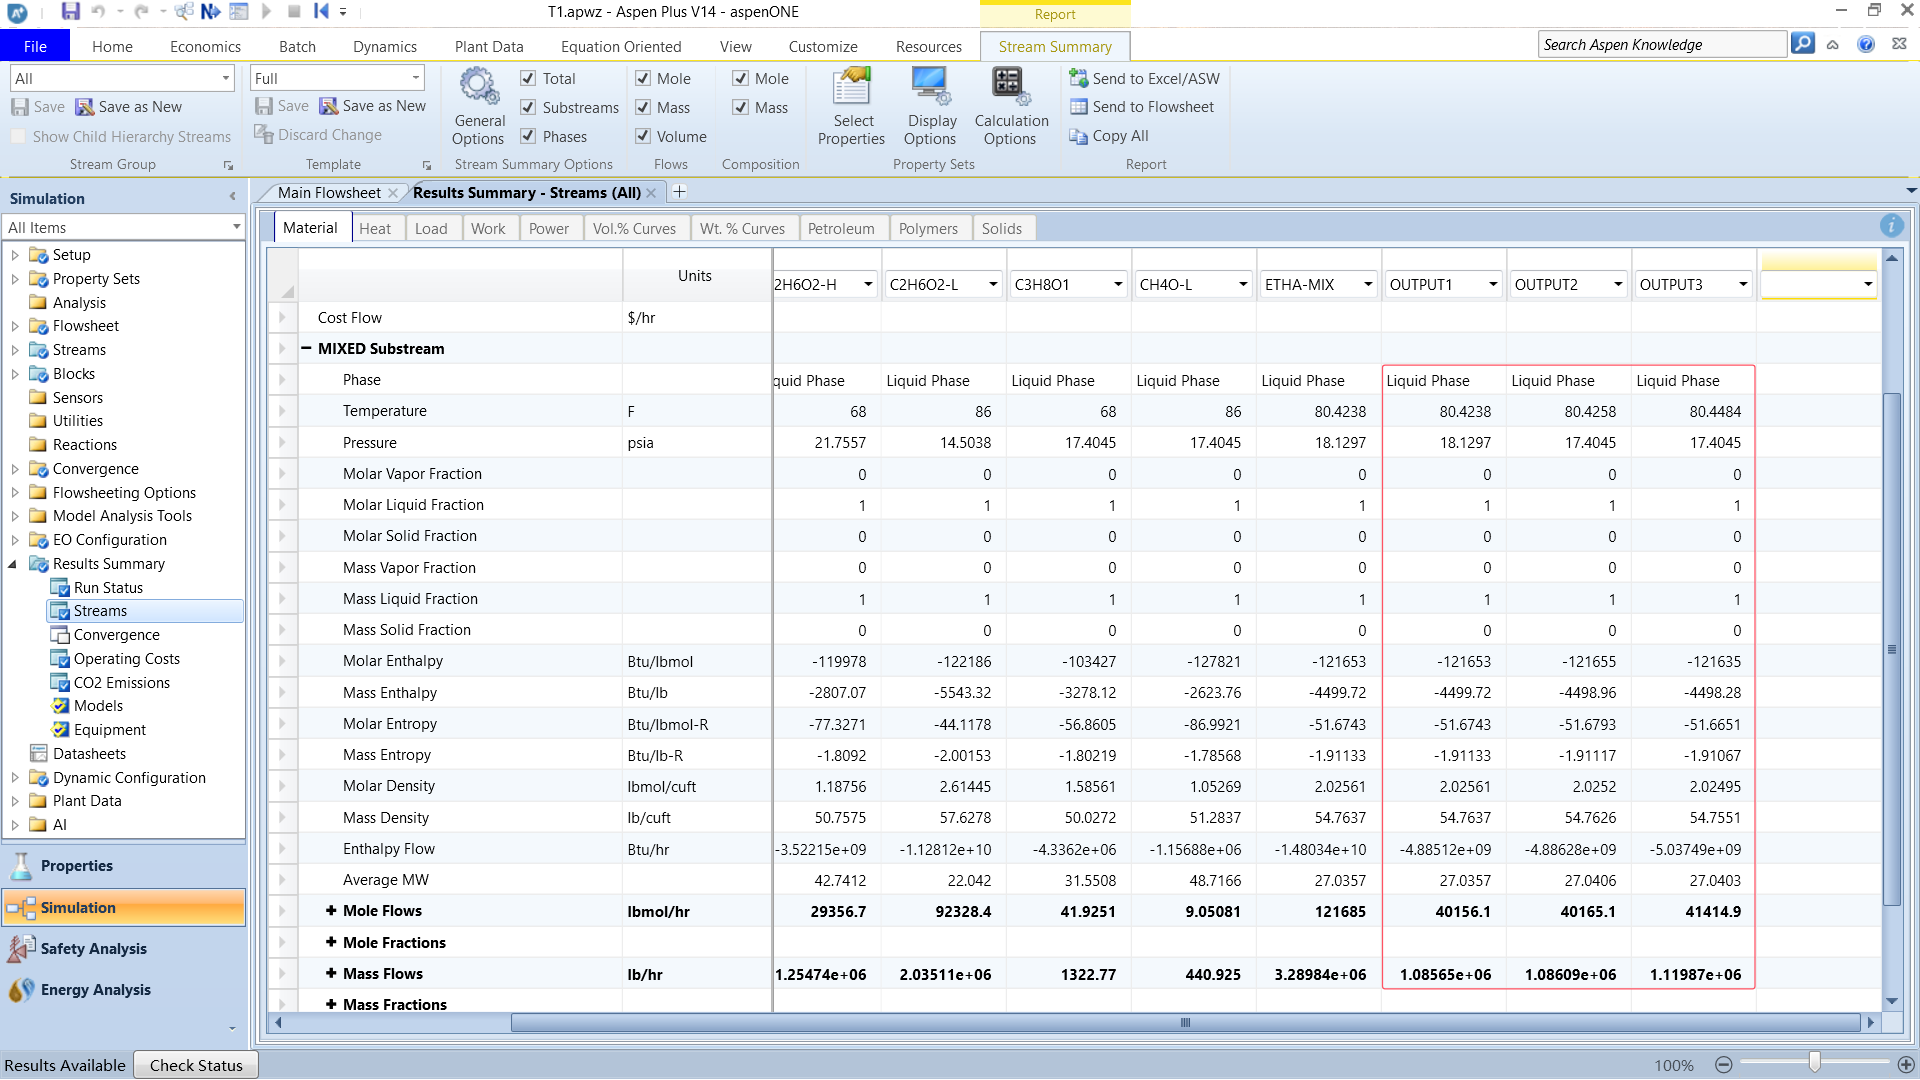 T1.apwz - Aspen Plus V14 - aspenONE
Report
File Home Economics Batch Dynamics Plant Data Equation Oriented View Customize Resources Stream Summary
Search Aspen Knowledge
All
Save Save as New
Show Child Hierarchy Streams
Stream Group
Full
Save Save as New
Discard Change
Template
General Options
Total
Substreams
Phases
Stream Summary Options
Mole
Mass
Volume
Flows
Mole
Mass
Composition
Select Properties
Display Options
Calculation Options
Property Sets
Send to Excel/ASW
Send to Flowsheet
Copy All
Report
Simulation
All Items
Setup
Property Sets
Analysis
Flowsheet
Streams
Blocks
Sensors
Utilities
Reactions
Convergence
Flowsheeting Options
Model Analysis Tools
EO Configuration
Results Summary
Run Status
Streams
Convergence
Operating Costs
CO2 Emissions
Models
Equipment
Datasheets
Dynamic Configuration
Plant Data
AI
Properties
Simulation
Safety Analysis
Energy Analysis
Main Flowsheet Results Summary - Streams (All)
Material Heat Load Work Power Vol.% Curves Wt. % Curves Petroleum Polymers Solids
Units 2H6O2-H C2H6O2-L C3H8O1 CH4O-L ETHA-MIX OUTPUT1 OUTPUT2 OUTPUT3
Cost Flow $/hr
MIXED Substream
Phase quid Phase Liquid Phase Liquid Phase Liquid Phase Liquid Phase Liquid Phase Liquid Phase Liquid Phase
Temperature F 68 86 68 86 80.4238 80.4238 80.4258 80.4484
Pressure psia 21.7557 14.5038 17.4045 17.4045 18.1297 18.1297 17.4045 17.4045
Molar Vapor Fraction 0 0 0 0 0 0 0 0
Molar Liquid Fraction 1 1 1 1 1 1 1 1
Molar Solid Fraction 0 0 0 0 0 0 0 0
Mass Vapor Fraction 0 0 0 0 0 0 0 0
Mass Liquid Fraction 1 1 1 1 1 1 1 1
Mass Solid Fraction 0 0 0 0 0 0 0 0
Molar Enthalpy Btu/lbmol -119978 -122186 -103427 -127821 -121653 -121653 -121655 -121635
Mass Enthalpy Btu/lb -2807.07 -5543.32 -3278.12 -2623.76 -4499.72 -4499.72 -4498.96 -4498.28
Molar Entropy Btu/lbmol-R -77.3271 -44.1178 -56.8605 -86.9921 -51.6743 -51.6743 -51.6793 -51.6651
Mass Entropy Btu/lb-R -1.8092 -2.00153 -1.80219 -1.78568 -1.91133 -1.91133 -1.91117 -1.91067
Molar Density lbmol/cuft 1.18756 2.61445 1.58561 1.05269 2.02561 2.02561 2.0252 2.02495
Mass Density lb/cuft 50.7575 57.6278 50.0272 51.2837 54.7637 54.7637 54.7626 54.7551
Enthalpy Flow Btu/hr -3.52215e+09 -1.12812e+10 -4.3362e+06 -1.15688e+06 -1.48034e+10 -4.88512e+09 -4.88628e+09 -5.03749e+09
Average MW 42.7412 22.042 31.5508 48.7166 27.0357 27.0357 27.0406 27.0403
Mole Flows lbmol/hr 29356.7 92328.4 41.9251 9.05081 121685 40156.1 40165.1 41414.9
Mole Fractions
Mass Flows lb/hr 1.25474e+06 2.03511e+06 1322.77 440.925 3.28984e+06 1.08565e+06 1.08609e+06 1.11987e+06
Mass Fractions
Results Available Check Status 100%